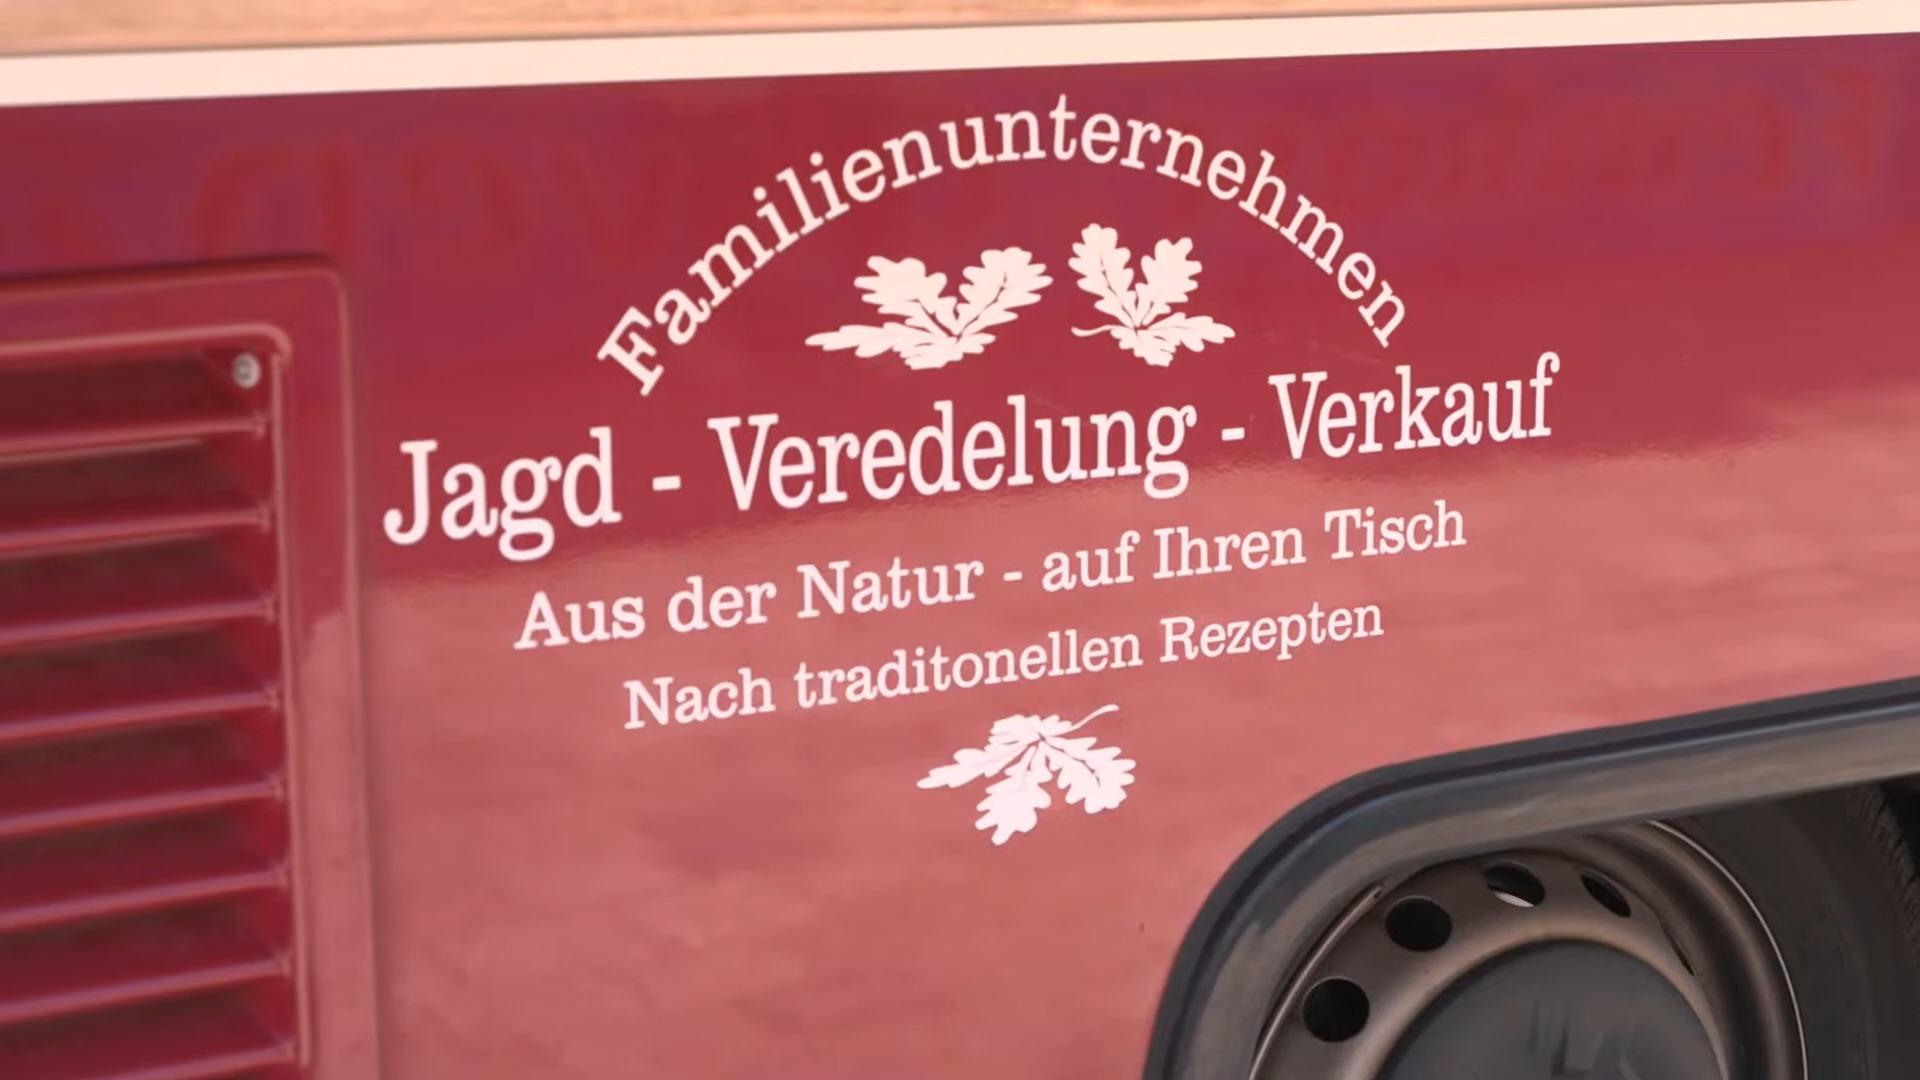 Familienunternehmen
Jagd - Veredelung - Verkauf
Aus der Natur - auf Ihren Tisch
Nach traditonellen Rezepten